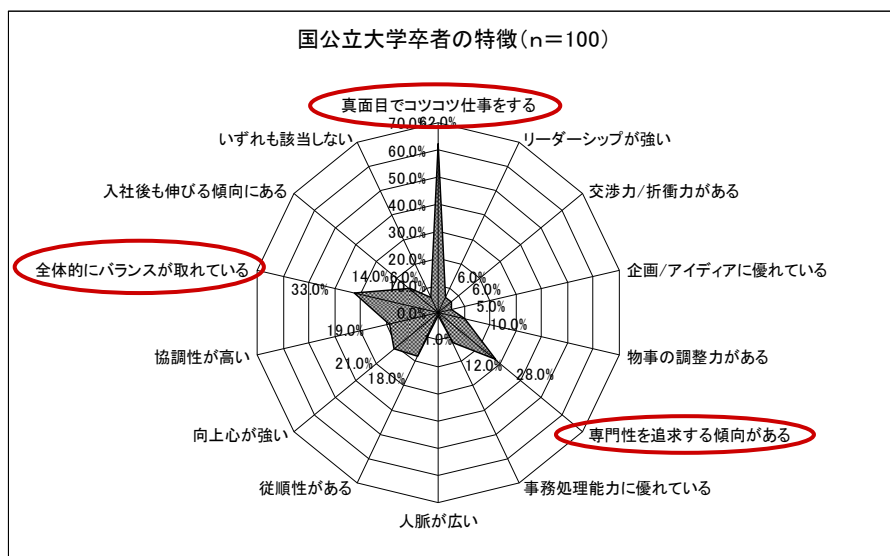 国公立大学卒者の特徴(n=100)
真面目でコツコツ仕事をする
リーダーシップが強い
交渉力/折衝力がある
企画/アイディアに優れている
物事の調整力がある
専門性を追求する傾向がある
事務処理能力に優れている
人脈が広い
従順性がある
向上心が強い
協調性が高い
全体的にバランスが取れている
入社後も伸びる傾向にある
いずれも該当しない
70.0%
60.0%
50.0%
40.0%
30.0%
20.0%
10.0%
0.0%
62.0%
6.0%
6.0%
5.0%
10.0%
28.0%
12.0%
1.0%
18.0%
21.0%
19.0%
33.0%
14.0%
6.0%